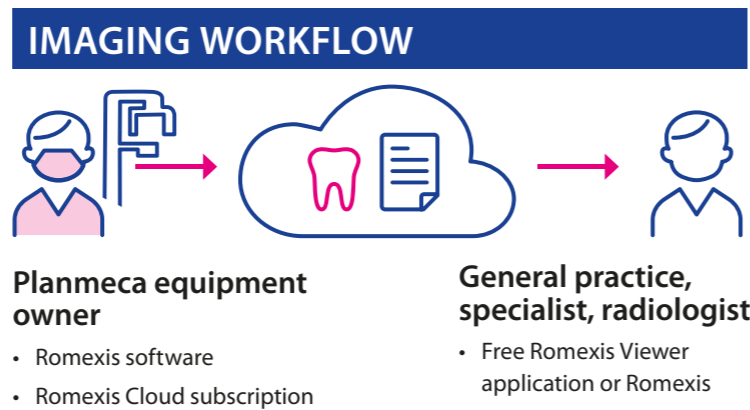 IMAGING WORKFLOW
Planmeca equipment
owner
• Romexis software
• Romexis Cloud subscription
General practice,
specialist, radiologist
• Free Romexis Viewer
application or Romexis